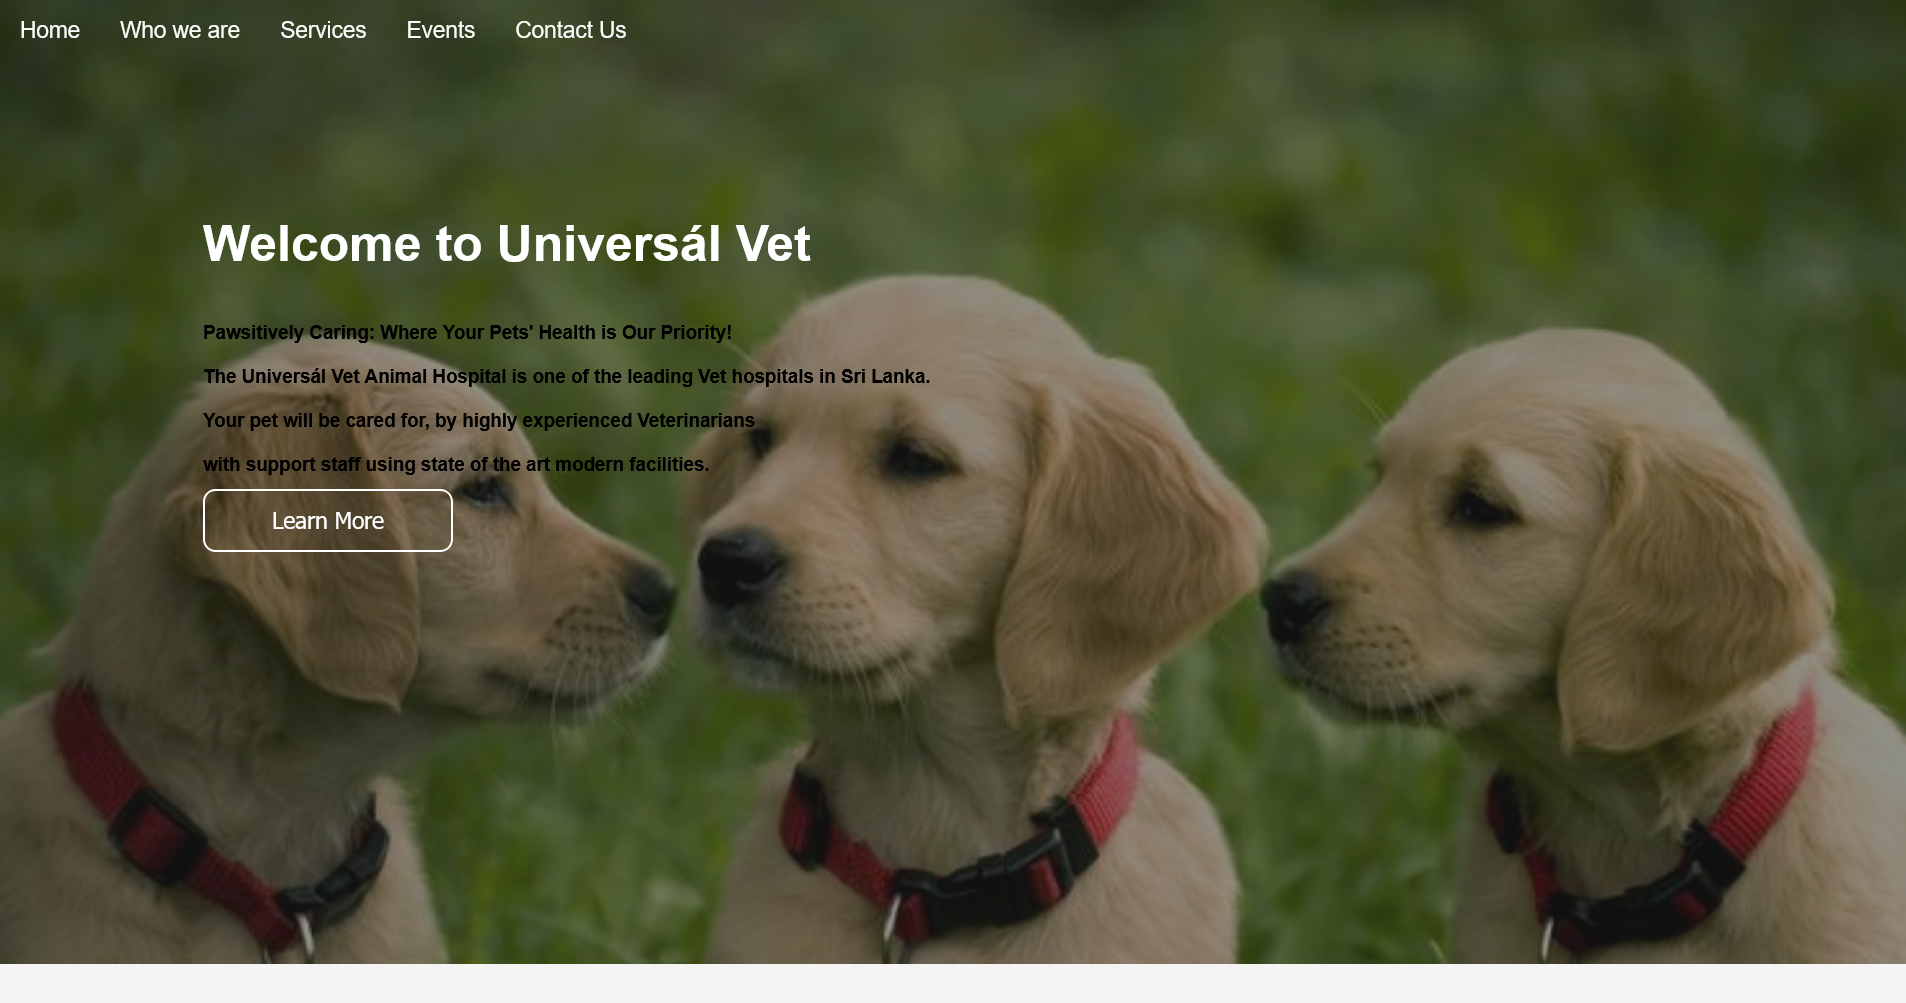 Home Who we are Services Events Contact Us
Welcome to Universál Vet
Pawsitively Caring: Where Your Pets' Health is Our Priority!
The Universál Vet Animal Hospital is one of the leading Vet hospitals in Sri Lanka.
Your pet will be cared for, by highly experienced Veterinarians
with support staff using state of the art modern facilities.
Learn More